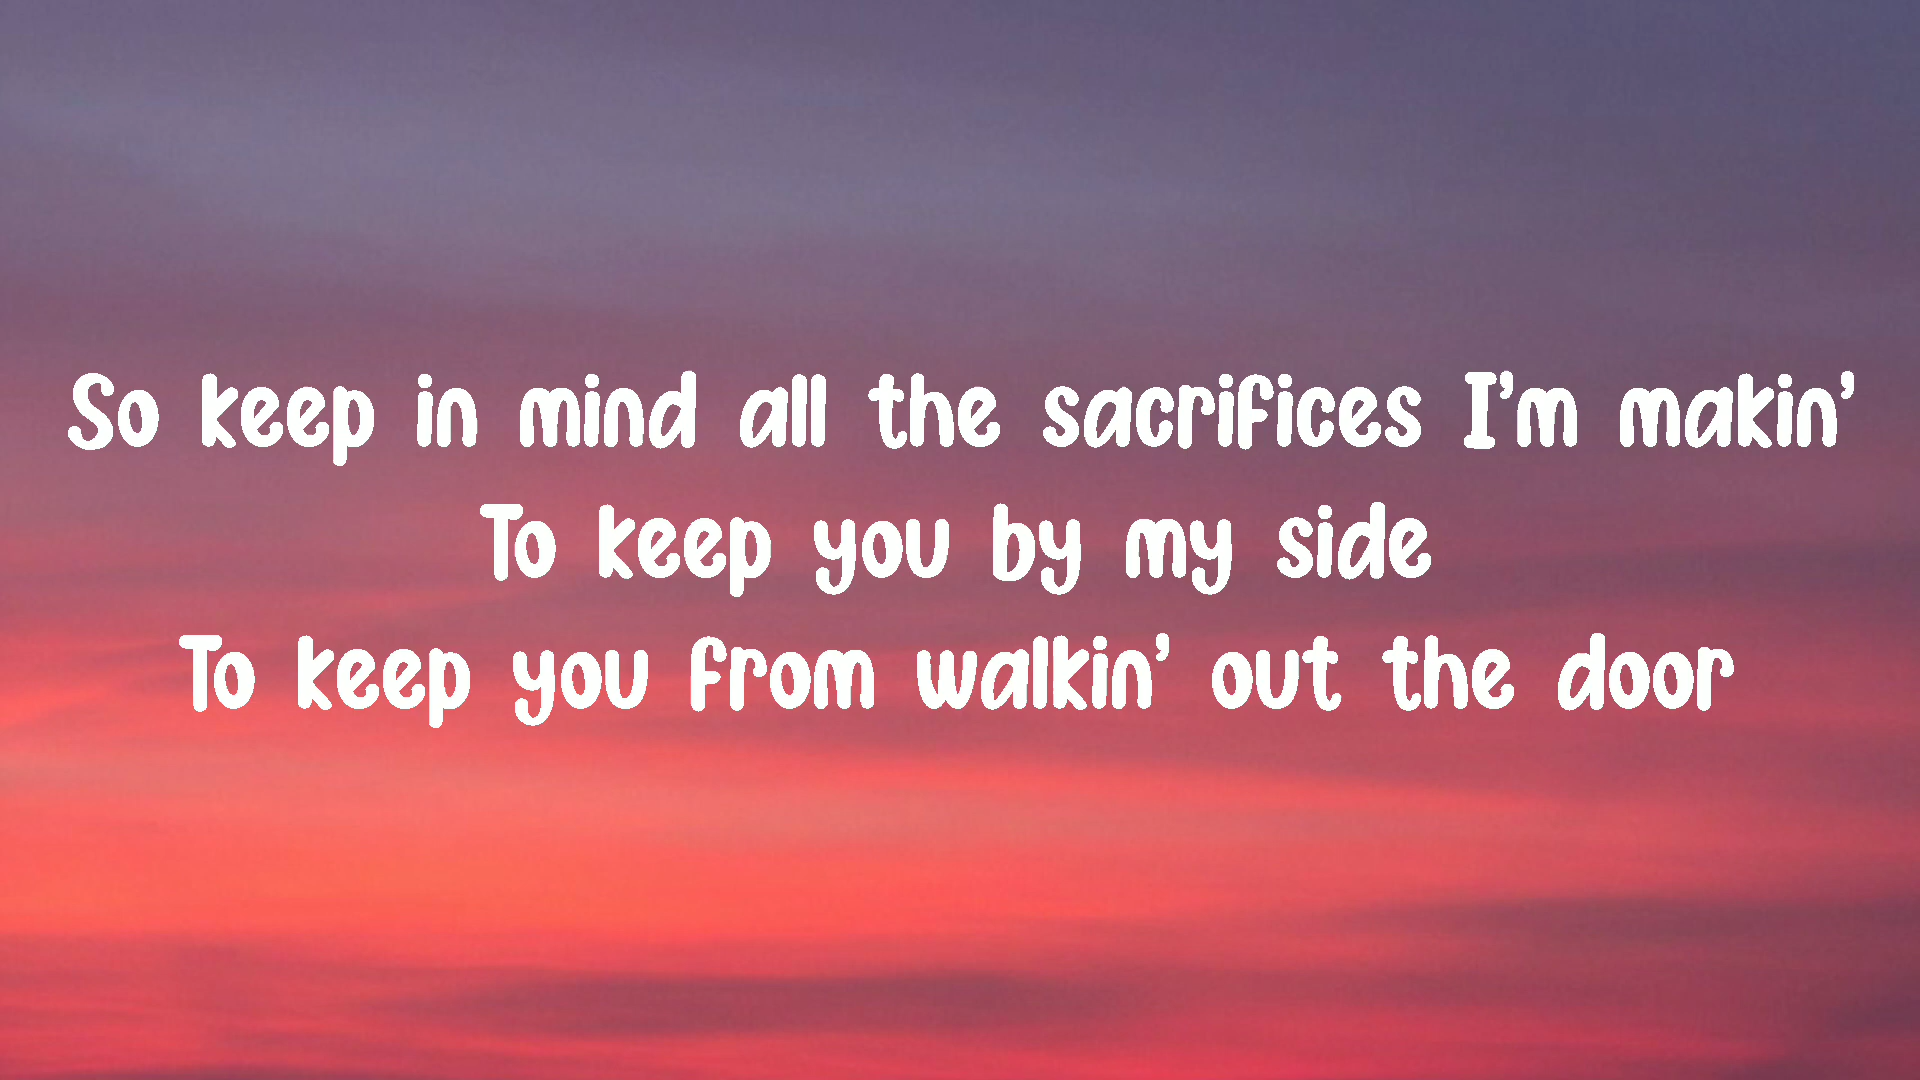 So keep in mind all the sacrifices I'm makin'
To keep you by my side
To keep you from walkin' out the door